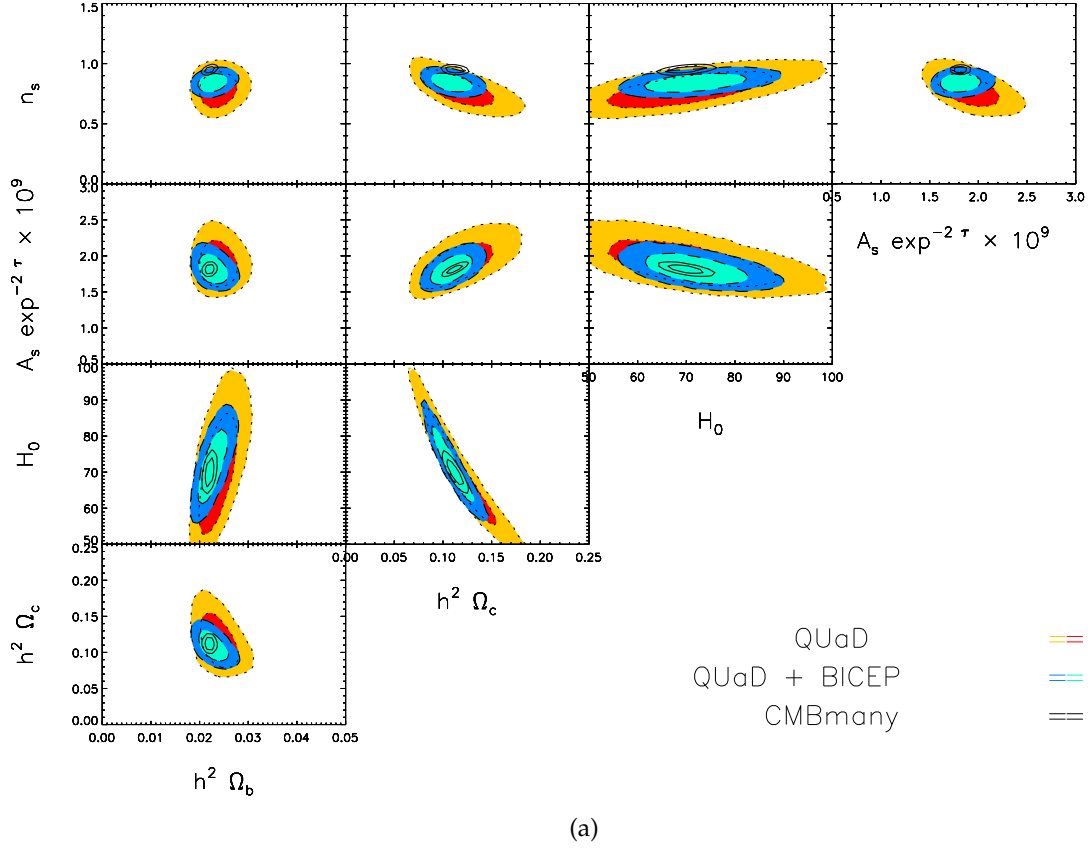 1.5
1.0
0.5
0.0
n_s
3.0
2.5
2.0
1.5
1.0
0.5
A_s exp^{-2 τ} × 10^9
0.5 1.0 1.5 2.0 2.5 3.0
A_s exp^{-2 τ} × 10^9
100
90
80
70
60
50
H_0
50 60 70 80 90 100
H_0
0.25
0.20
0.15
0.10
0.05
0.00
h^2 Ω_c
0.00 0.05 0.10 0.15 0.20 0.25
h^2 Ω_c
QUaD
QUaD + BICEP
CMBmany
0.00 0.01 0.02 0.03 0.04 0.05
h^2 Ω_b
(a)